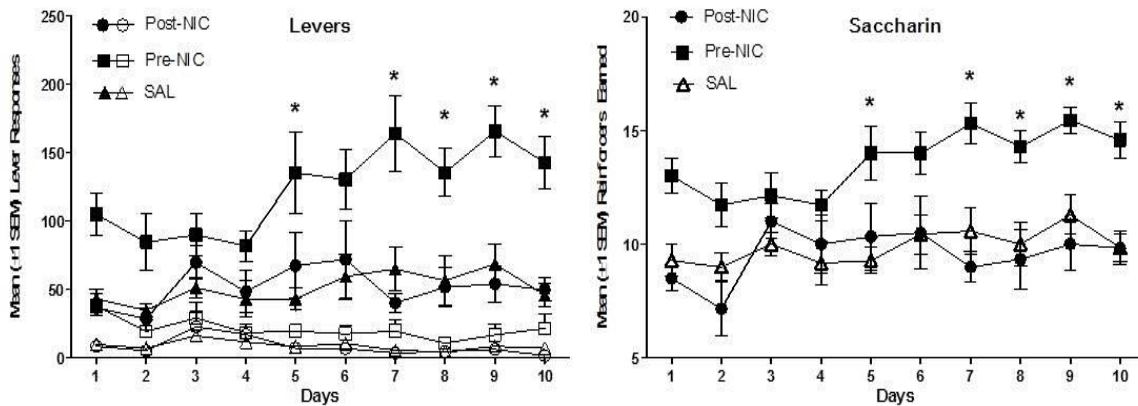 Levers
Post-NIC
Pre-NIC
SAL
Mean (+1 SEM) Lever Responses
250
200
150
100
50
0
* * * * *
1 2 3 4 5 6 7 8 9 10
Days
Saccharin
Post-NIC
Pre-NIC
SAL
Mean (+1 SEM) Reinforcers Earned
20
15
10
5
* * * * *
1 2 3 4 5 6 7 8 9 10
Days